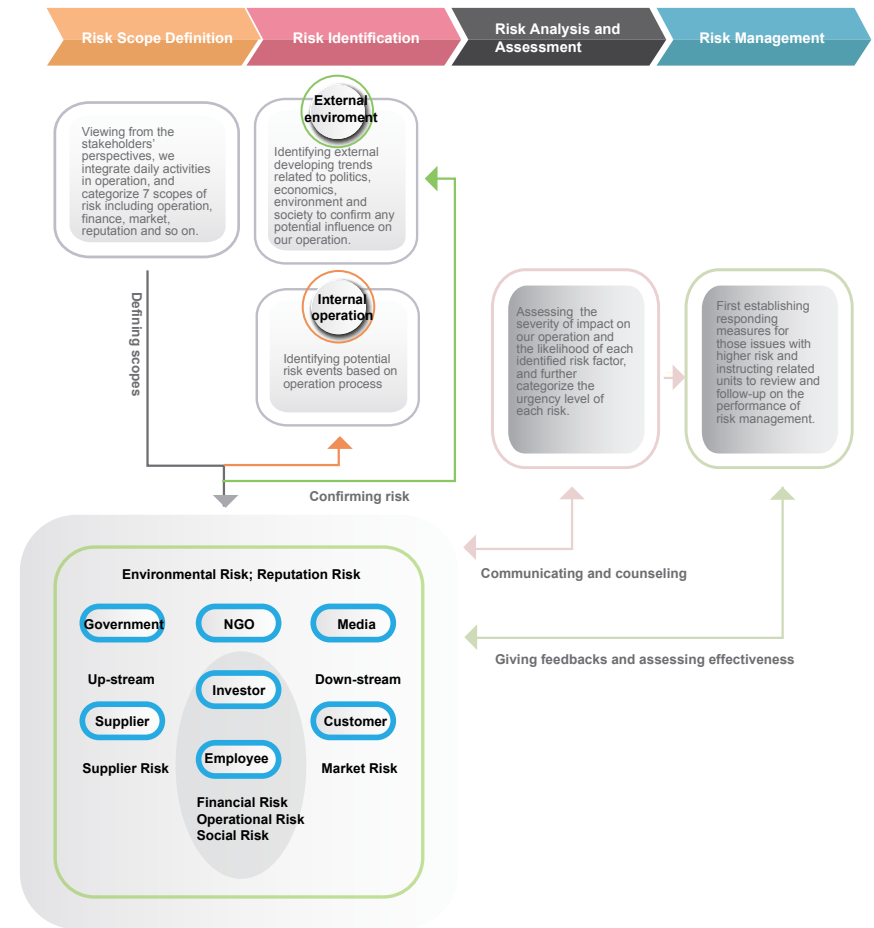 Risk Scope Definition
Risk Identification
Risk Analysis and
Assessment
Risk Management
Viewing from the
stakeholders'
perspectives, we
integrate daily activities
in operation, and
categorize 7 scopes of
risk including operation,
finance, market,
reputation and so on.
External
enviroment
Identifying external
developing trends
related to politics,
economics,
environment and
society to confirm any
potential influence on
our operation.
Internal
operation
Identifying potential
risk events based on
operation process
Assessing the
severity of impact on
our operation and
the likelihood of each
identified risk factor,
and further
categorize the
urgency level of
each risk.
First establishing
responding
measures for
those issues with
higher risk and
instructing related
units to review and
follow-up on the
performance of
risk management.
Defining scopes
Confirming risk
Communicating and counseling
Giving feedbacks and assessing effectiveness
Environmental Risk; Reputation Risk
Government
NGO
Media
Up-stream
Investor
Down-stream
Supplier
Customer
Employee
Supplier Risk
Market Risk
Financial Risk
Operational Risk
Social Risk